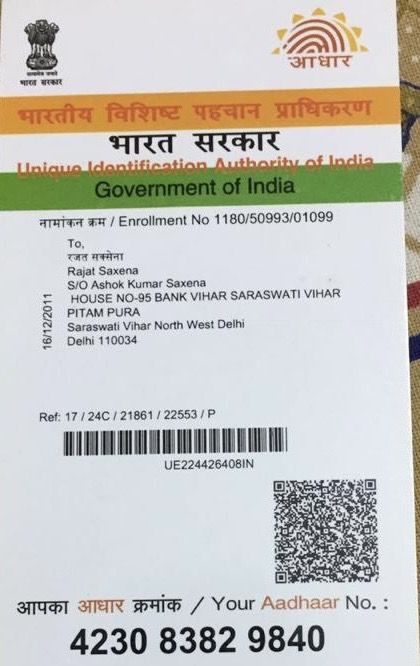 सत्यमेव जयते
भारत सरकार
आधार
भारतीय विशिष्ट पहचान प्राधिकरण
भारत सरकार
Unique Identification Authority of India
Government of India
नामांकन क्रम / Enrollment No 1180/50993/01099
To,
रजत सक्सेना
Rajat Saxena
S/O Ashok Kumar Saxena
HOUSE NO-95 BANK VIHAR SARASWATI VIHAR
PITAM PURA
Saraswati Vihar North West Delhi
Delhi 110034
16/12/2011
Ref: 17 / 24C / 21861 / 22553 / P
UE224426408IN
आपका आधार क्रमांक / Your Aadhaar No. :
4230 8382 9840